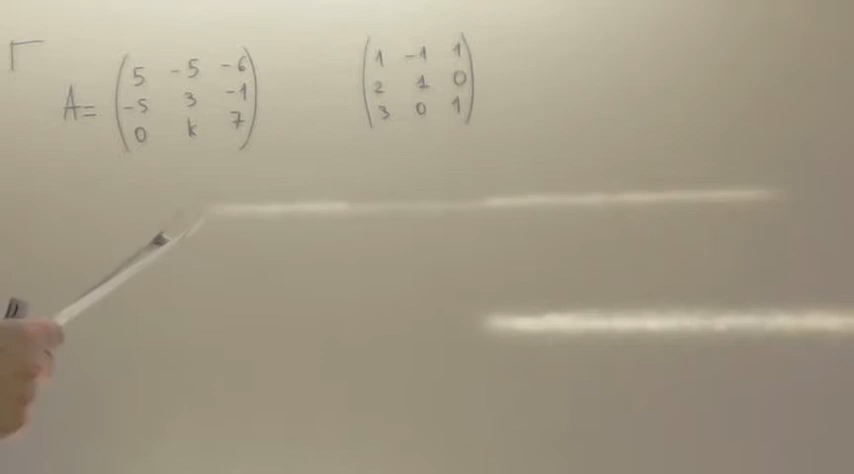 A = ( 5 -5 -6 ) ( 1 -1 1 )
( -5 3 -1 ) ( 2 1 0 )
( 0 k 7 ) ( 3 0 1 )